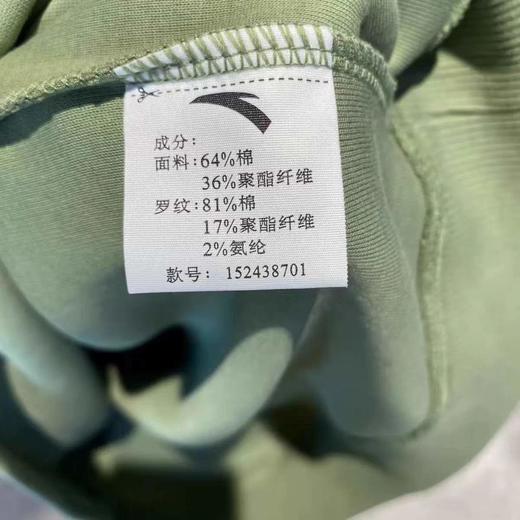 成分:
面料:64%棉
36%聚酯纤维
罗纹:81%棉
17%聚酯纤维
2%氨纶
款号: 152438701